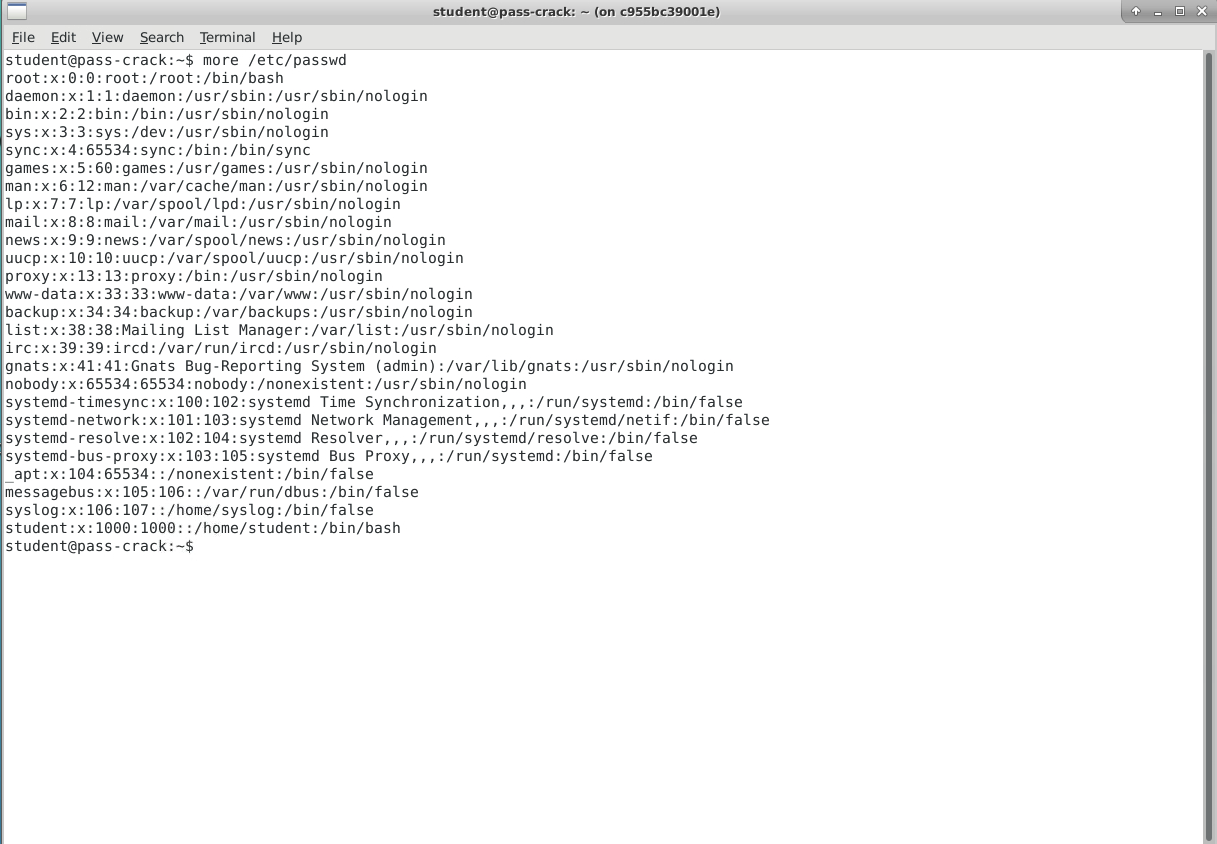 student@pass-crack: ~ (on c955bc39001e)
File Edit View Search Terminal Help
student@pass-crack:~$ more /etc/passwd
root:x:0:0:root:/root:/bin/bash
daemon:x:1:1:daemon:/usr/sbin:/usr/sbin/nologin
bin:x:2:2:bin:/bin:/usr/sbin/nologin
sys:x:3:3:sys:/dev:/usr/sbin/nologin
sync:x:4:65534:sync:/bin:/bin/sync
games:x:5:60:games:/usr/games:/usr/sbin/nologin
man:x:6:12:man:/var/cache/man:/usr/sbin/nologin
lp:x:7:7:lp:/var/spool/lpd:/usr/sbin/nologin
mail:x:8:8:mail:/var/mail:/usr/sbin/nologin
news:x:9:9:news:/var/spool/news:/usr/sbin/nologin
uucp:x:10:10:uucp:/var/spool/uucp:/usr/sbin/nologin
proxy:x:13:13:proxy:/bin:/usr/sbin/nologin
www-data:x:33:33:www-data:/var/www:/usr/sbin/nologin
backup:x:34:34:backup:/var/backups:/usr/sbin/nologin
list:x:38:38:Mailing List Manager:/var/list:/usr/sbin/nologin
irc:x:39:39:ircd:/var/run/ircd:/usr/sbin/nologin
gnats:x:41:41:Gnats Bug-Reporting System (admin):/var/lib/gnats:/usr/sbin/nologin
nobody:x:65534:65534:nobody:/nonexistent:/usr/sbin/nologin
systemd-timesync:x:100:102:systemd Time Synchronization,,,:/run/systemd:/bin/false
systemd-network:x:101:103:systemd Network Management,,,:/run/systemd/netif:/bin/false
systemd-resolve:x:102:104:systemd Resolver,,,:/run/systemd/resolve:/bin/false
systemd-bus-proxy:x:103:105:systemd Bus Proxy,,,:/run/systemd:/bin/false
_apt:x:104:65534::/nonexistent:/bin/false
messagebus:x:105:106::/var/run/dbus:/bin/false
syslog:x:106:107::/home/syslog:/bin/false
student:x:1000:1000::/home/student:/bin/bash
student@pass-crack:~$